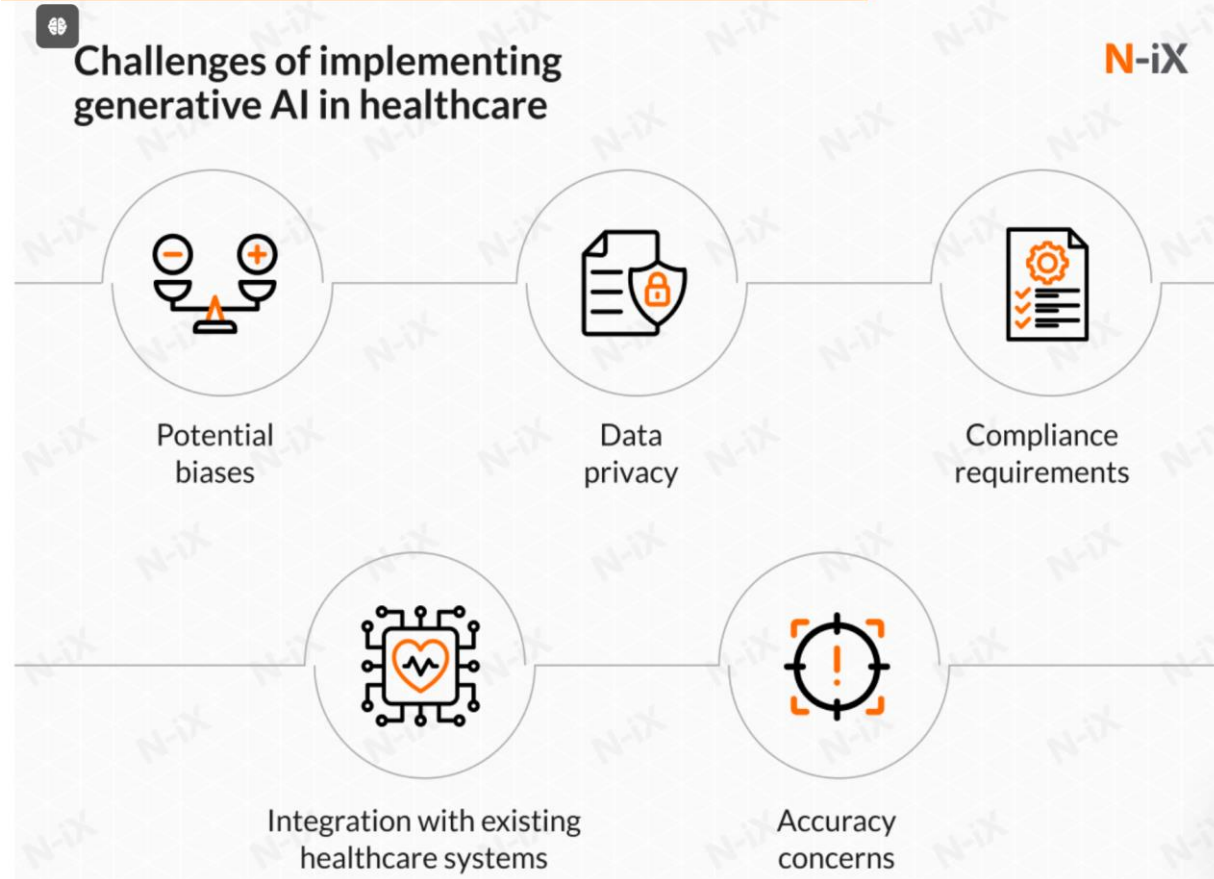 Challenges of implementing
generative AI in healthcare
N-iX
Potential
biases
Data
privacy
Compliance
requirements
Integration with existing
healthcare systems
Accuracy
concerns